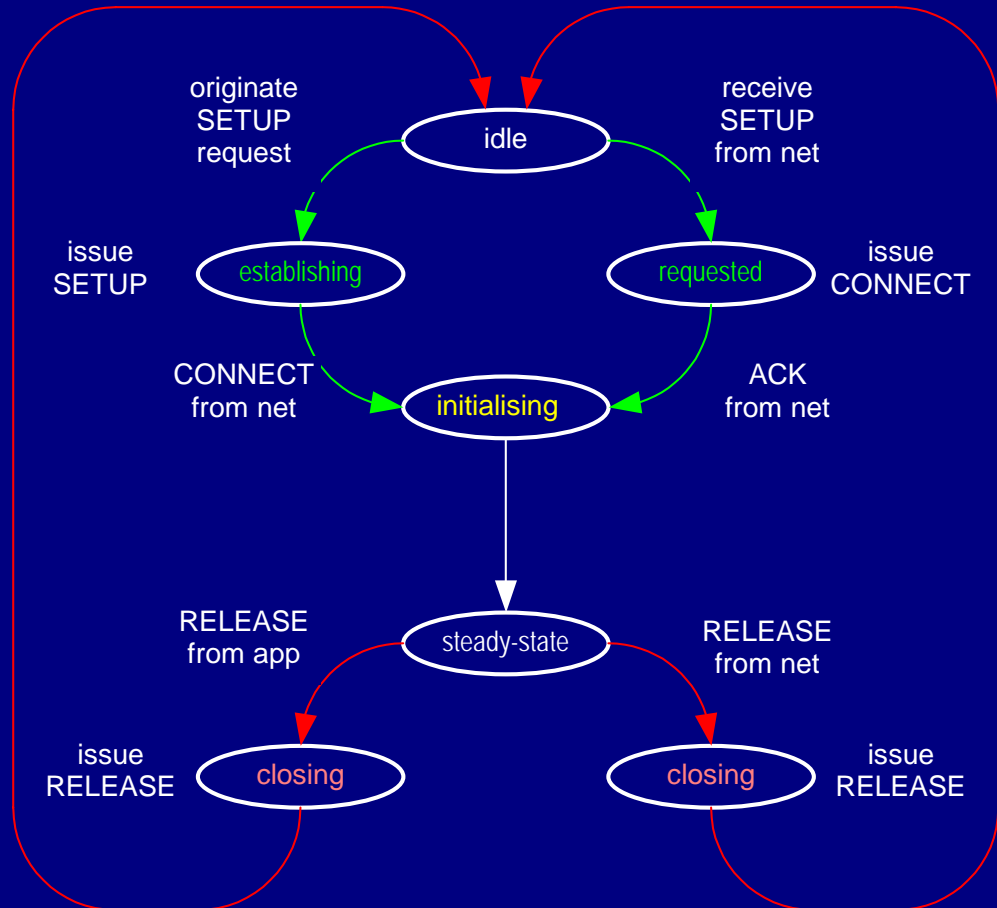 originate
SETUP
request
receive
SETUP
from net
idle
issue
SETUP
establishing
requested
issue
CONNECT
CONNECT
from net
initialising
ACK
from net
RELEASE
from app
steady-state
RELEASE
from net
issue
RELEASE
closing
closing
issue
RELEASE